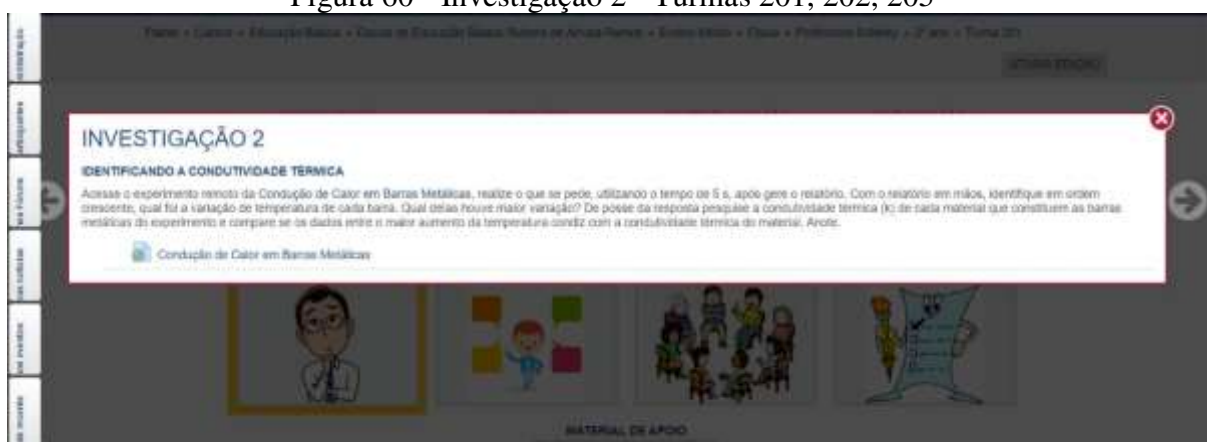 Figura 60 - Investigação 2 - Turmas 201, 202, 203
INVESTIGAÇÃO 2
IDENTIFICANDO A CONDUTIVIDADE TÉRMICA
Acesse o experimento remoto da Condução de Calor em Barras Metálicas, realize o que se pede, utilizando o tempo de 5 s, após gere o relatório. Com o relatório em mãos, identifique em ordem
crescente, qual foi a variação de temperatura de cada barra. Qual delas houve maior variação? De posse da resposta pesquise a condutividade térmica (k) de cada material que constituem as barras
metálicas do experimento e compare se os dados entre o maior aumento da temperatura condiz com a condutividade térmica do material. Anote.
Condução de Calor em Barras Metálicas
MATERIAL DE APOIO